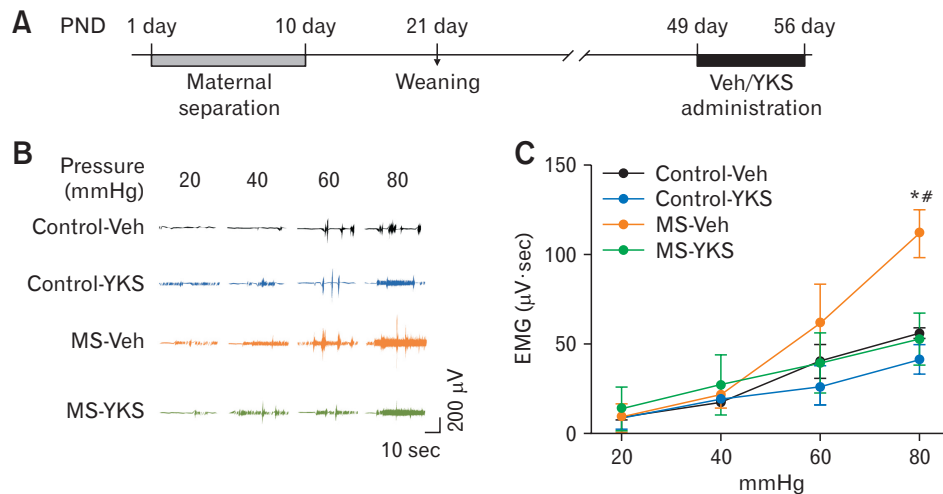 A
PND
1 day
10 day
21 day
49 day
56 day
Maternal
separation
Weaning
Veh/YKS
administration
B
Pressure
(mmHg)
20
40
60
80
Control-Veh
Control-YKS
MS-Veh
MS-YKS
200 μV
10 sec
C
150
100
50
0
EMG (μV·sec)
Control-Veh
Control-YKS
MS-Veh
MS-YKS
*#
20
40
60
80
mmHg